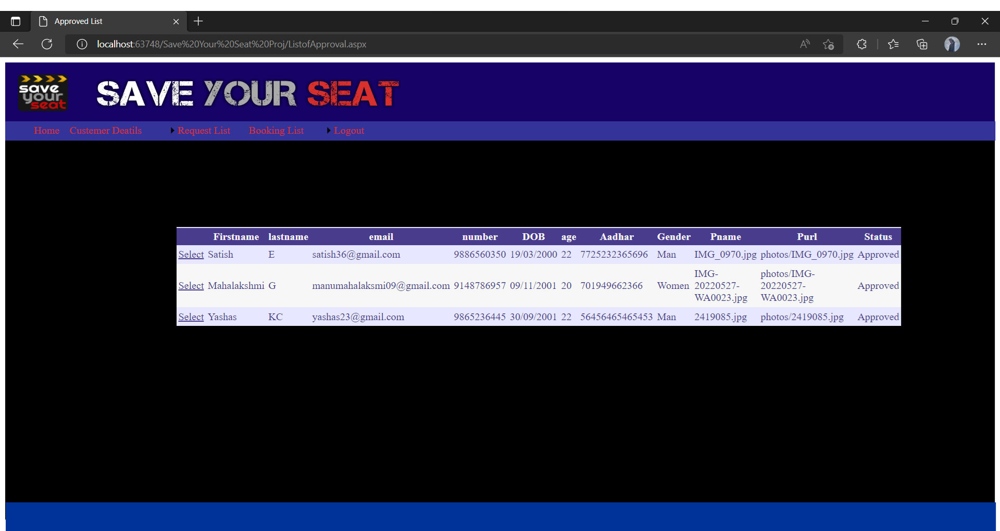 Approved List
localhost:63748/Save%20Your%20Seat%20Proj/ListofApproval.aspx
save
your
seat
SAVE YOUR SEAT
Home Custemer Deatils Request List Booking List Logout
Firstname lastname email number DOB age Aadhar Gender Pname Purl Status
Select Satish E satish36@gmail.com 9886560350 19/03/2000 22 7725232365696 Man IMG_0970.jpg photos/IMG_0970.jpg Approved
Select Mahalakshmi G manumahalaksmi09@gmail.com 9148786957 09/11/2001 20 701949662366 Women IMG-20220527-WA0023.jpg photos/IMG-20220527-WA0023.jpg Approved
Select Yashas KC yashas23@gmail.com 9865236445 30/09/2001 22 56456465465453 Man 2419085.jpg photos/2419085.jpg Approved